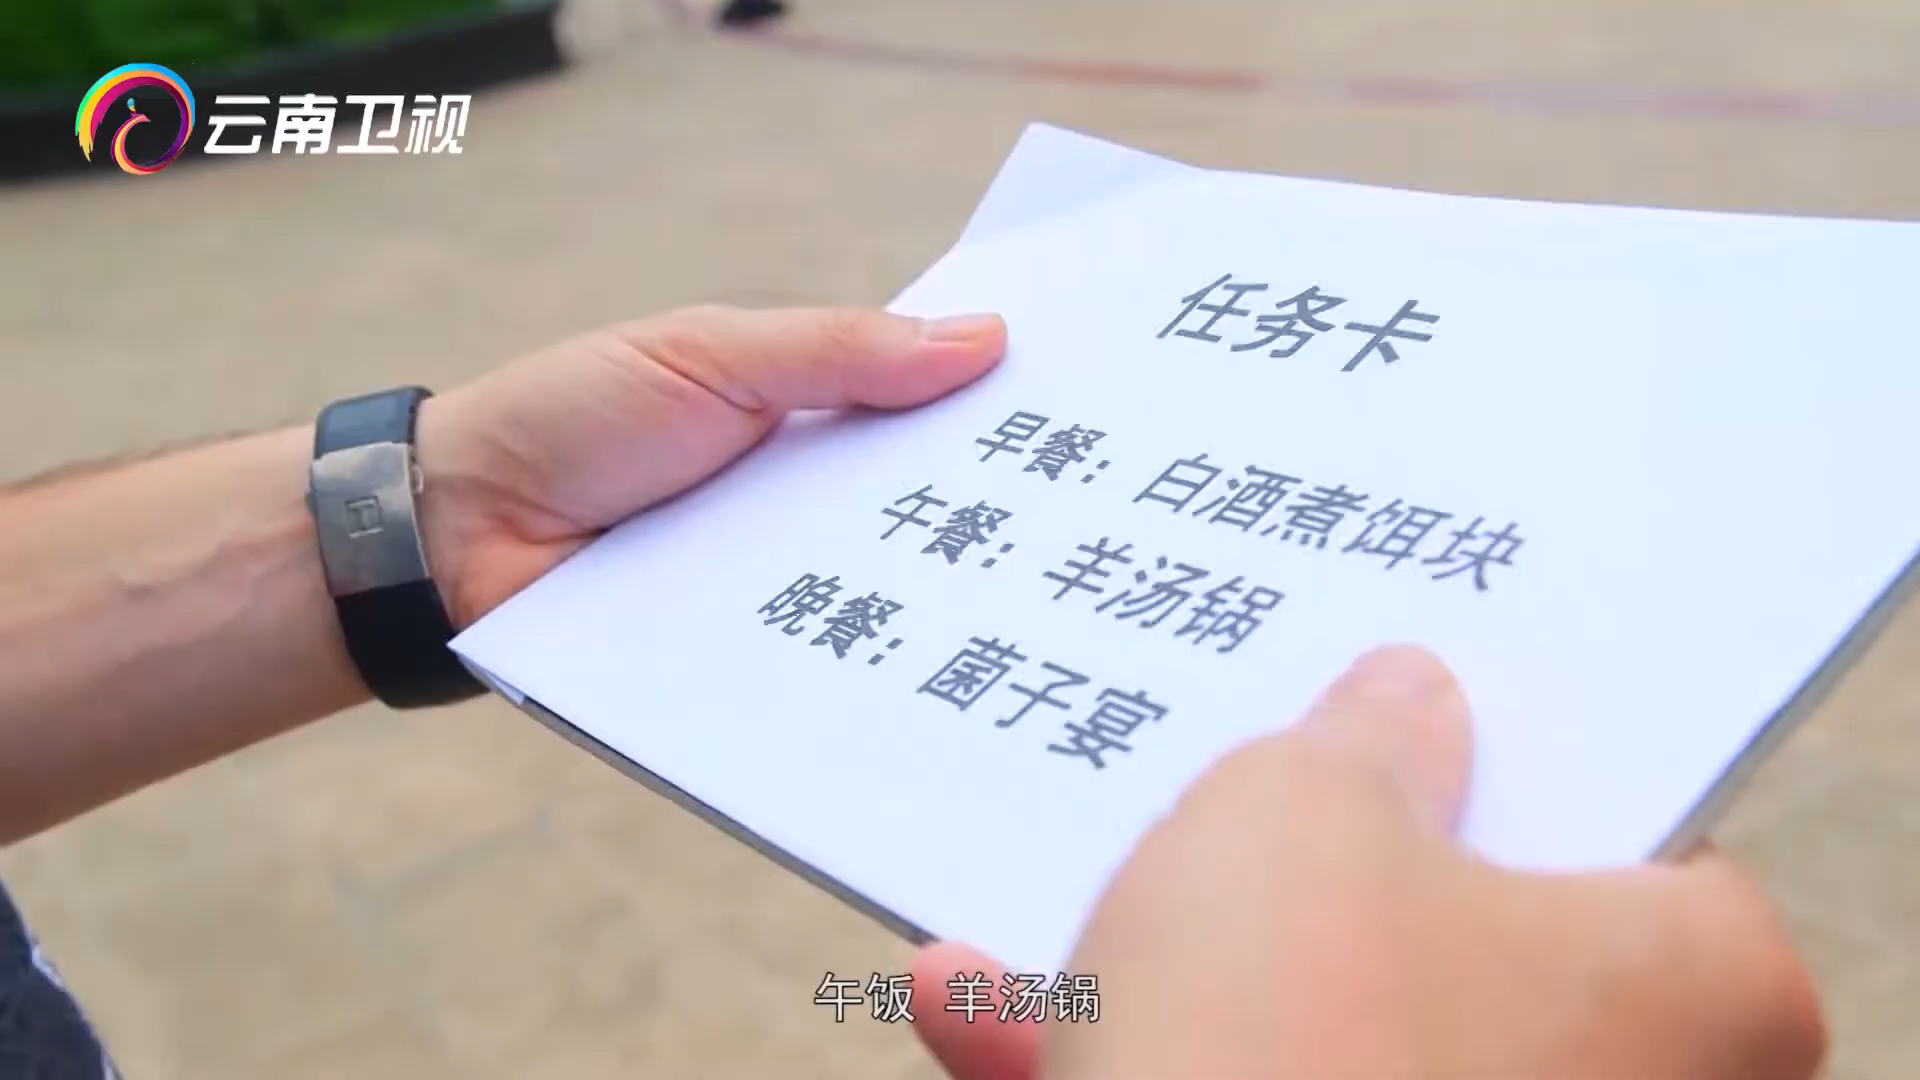 云南卫视
任务卡
早餐：白酒煮饵块
午餐：羊汤锅
晚餐：菌子宴
午饭 羊汤锅